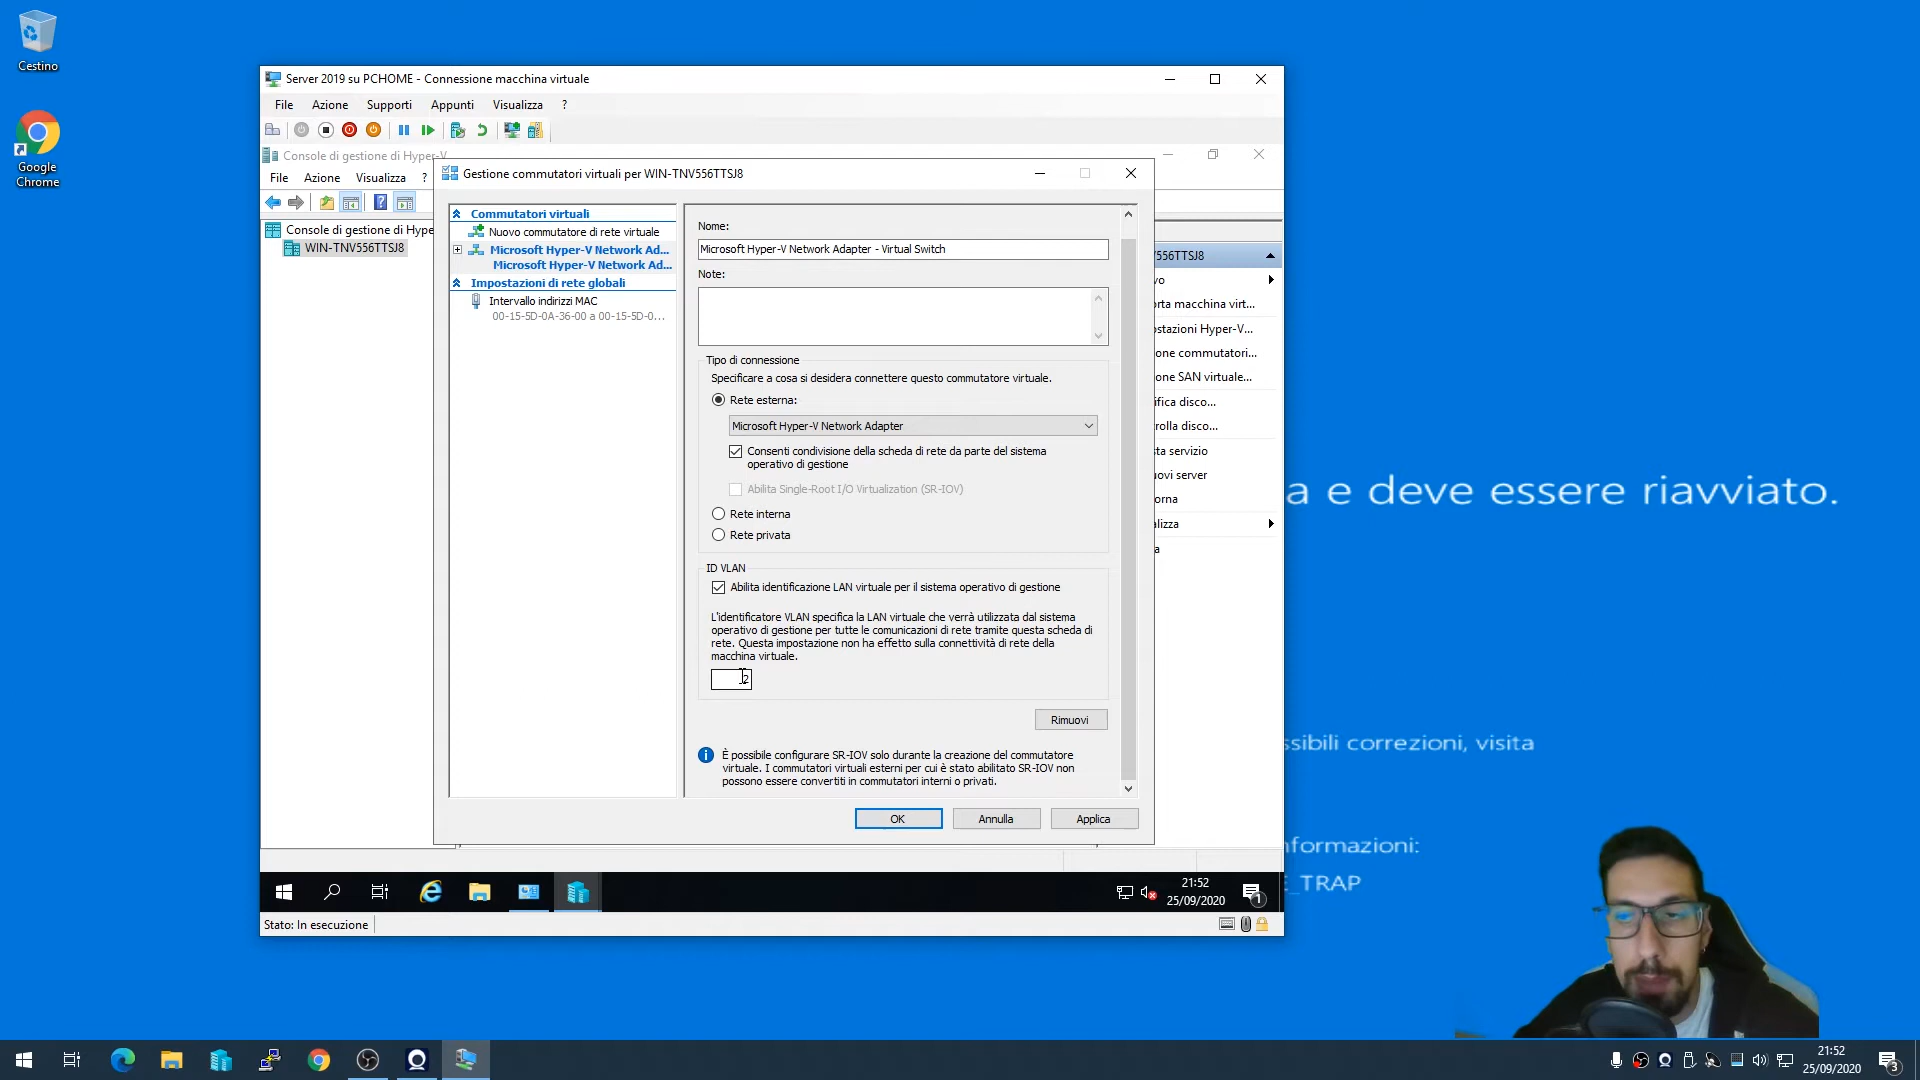 Cestino
Google
Chrome
Server 2019 su PCHOME - Connessione macchina virtuale
File Azione Supporti Appunti Visualizza ?
Console di gestione di Hyper-V
File Azione Visualizza ?
Console di gestione di Hype
WIN-TNV556TTSJ8
Gestione commutatori virtuali per WIN-TNV556TTSJ8
Commutatori virtuali
Nuovo commutatore di rete virtuale
Microsoft Hyper-V Network Ad...
Microsoft Hyper-V Network Ad...
Impostazioni di rete globali
Intervallo indirizzi MAC
00-15-5D-0A-36-00 a 00-15-5D-0...
Nome:
Microsoft Hyper-V Network Adapter - Virtual Switch
Note:
Tipo di connessione
Specificare a cosa si desidera connettere questo commutatore virtuale.
Rete esterna:
Microsoft Hyper-V Network Adapter
Consenti condivisione della scheda di rete da parte del sistema
operativo di gestione
Abilita Single-Root I/O Virtualization (SR-IOV)
Rete interna
Rete privata
ID VLAN
Abilita identificazione LAN virtuale per il sistema operativo di gestione
L'identificatore VLAN specifica la LAN virtuale che verrà utilizzata dal sistema
operativo di gestione per tutte le comunicazioni di rete tramite questa scheda di
rete. Questa impostazione non ha effetto sulla connettività di rete della
macchina virtuale.
2
Rimuovi
È possibile configurare SR-IOV solo durante la creazione del commutatore
virtuale. I commutatori virtuali esterni per cui è stato abilitato SR-IOV non
possono essere convertiti in commutatori interni o privati.
OK Annulla Applica
556TTSJ8
vo
orta macchina virt...
ostazioni Hyper-V...
one commutatori...
one SAN virtuale...
ifica disco...
trolla disco...
sta servizio
uovi server
orna
alizza
a
a e deve essere riavviato.
ssibili correzioni, visita
nformazioni:
E_TRAP
21:52
25/09/2020
1
Stato: In esecuzione
21:52
25/09/2020
3